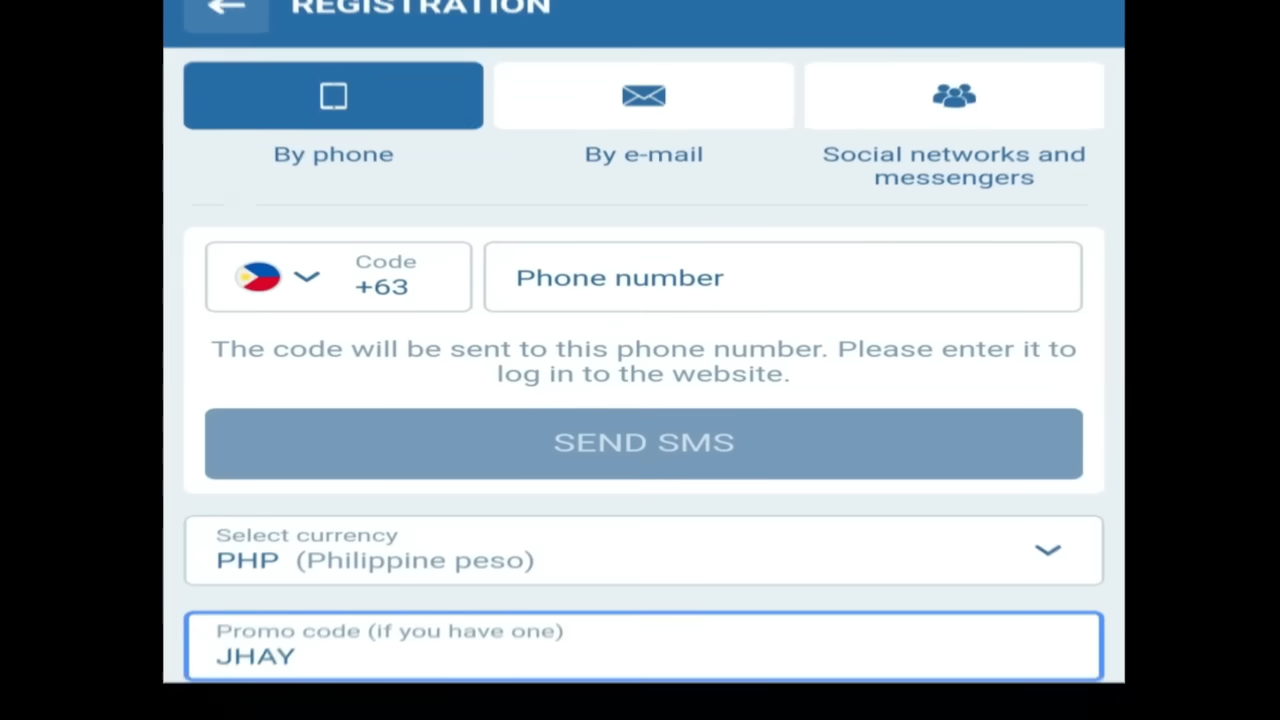 REGISTRATION
By phone
By e-mail
Social networks and
messengers
Code
+63
Phone number
The code will be sent to this phone number. Please enter it to
log in to the website.
SEND SMS
Select currency
PHP (Philippine peso)
Promo code (if you have one)
JHAY